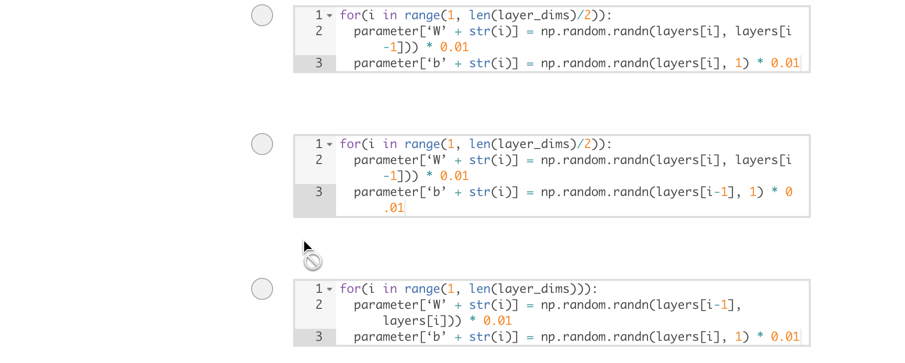 1 for(i in range(1, len(layer_dims)/2)):
2 parameter[‘W’ + str(i)] = np.random.randn(layers[i], layers[i
-1])) * 0.01
3 parameter[‘b’ + str(i)] = np.random.randn(layers[i], 1) * 0.01
1 for(i in range(1, len(layer_dims)/2)):
2 parameter[‘W’ + str(i)] = np.random.randn(layers[i], layers[i
-1])) * 0.01
3 parameter[‘b’ + str(i)] = np.random.randn(layers[i-1], 1) * 0
.01
1 for(i in range(1, len(layer_dims))):
2 parameter[‘W’ + str(i)] = np.random.randn(layers[i-1],
layers[i])) * 0.01
3 parameter[‘b’ + str(i)] = np.random.randn(layers[i], 1) * 0.01